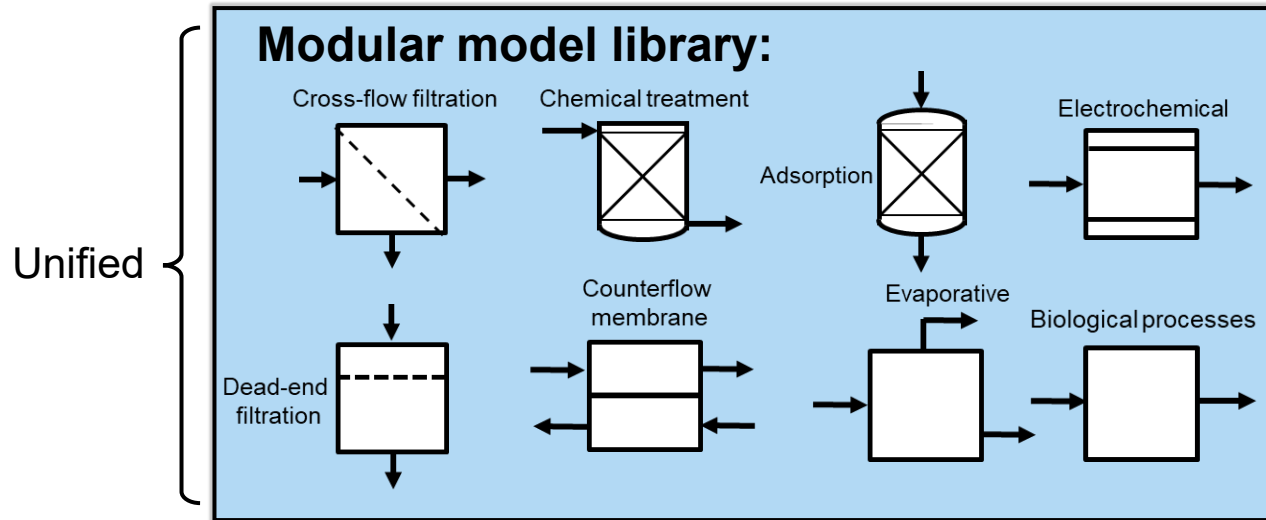 Unified
Modular model library:
Cross-flow filtration
Chemical treatment
Adsorption
Electrochemical
Dead-end
filtration
Counterflow
membrane
Evaporative
Biological processes